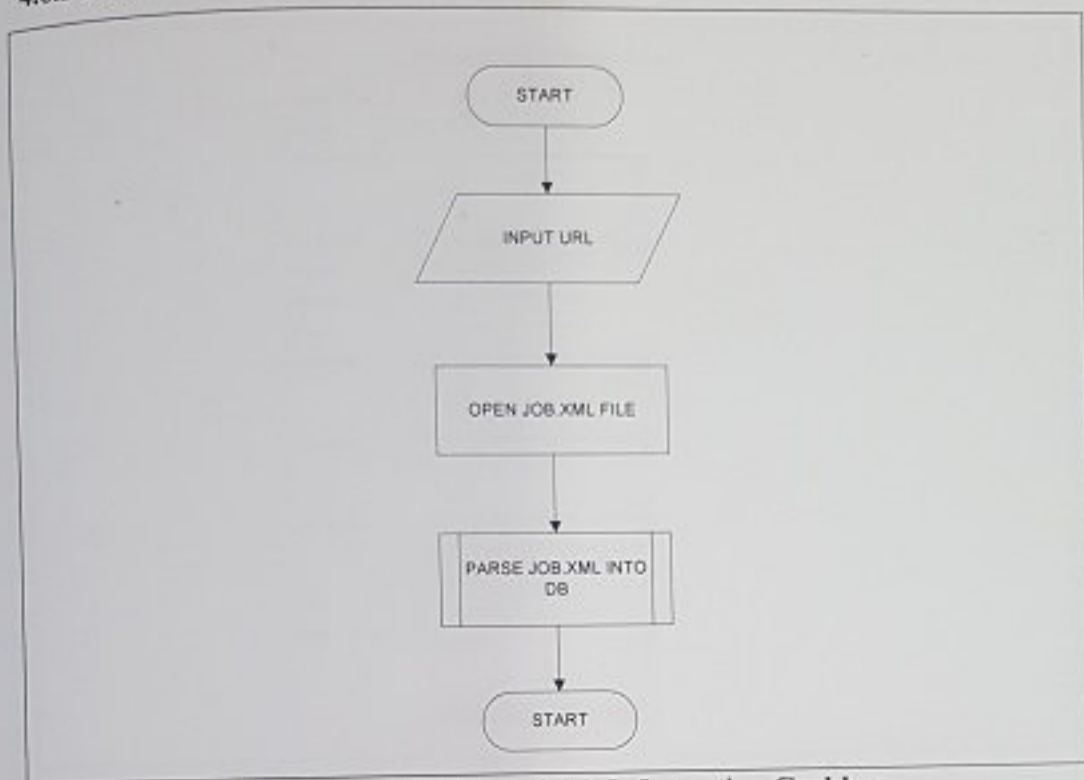 START
INPUT URL
OPEN JOB.XML FILE
PARSE JOB.XML INTO
DB
START